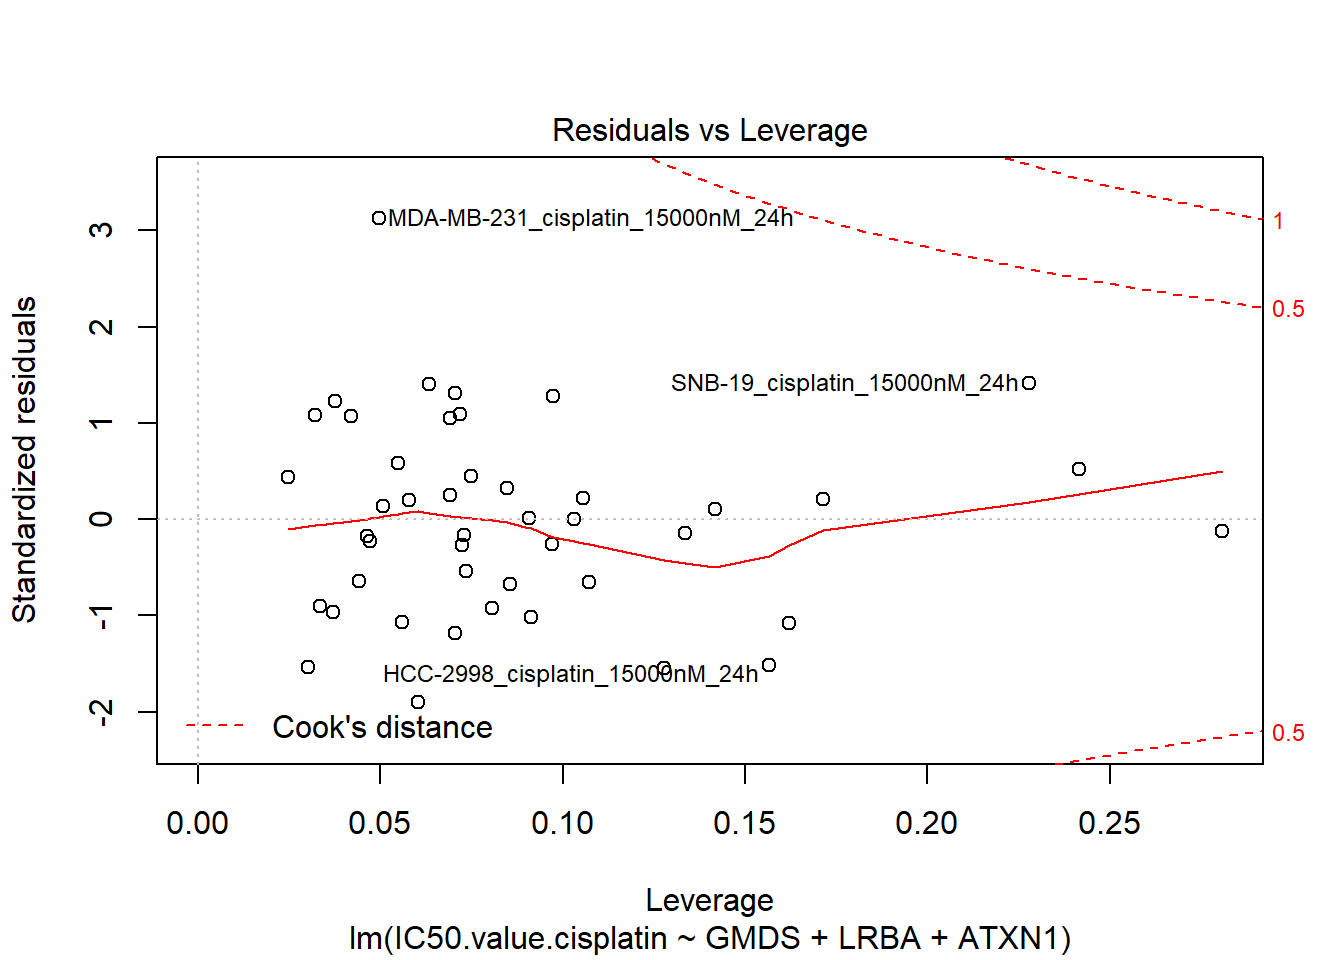 Residuals vs Leverage
Standardized residuals
3
2
1
0
-1
-2
MDA-MB-231_cisplatin_15000nM_24h
SNB-19_cisplatin_15000nM_24h
HCC-2998_cisplatin_15000nM_24h
Cook's distance
1
0.5
0.5
0.00 0.05 0.10 0.15 0.20 0.25
Leverage
lm(IC50.value.cisplatin ~ GMDS + LRBA + ATXN1)